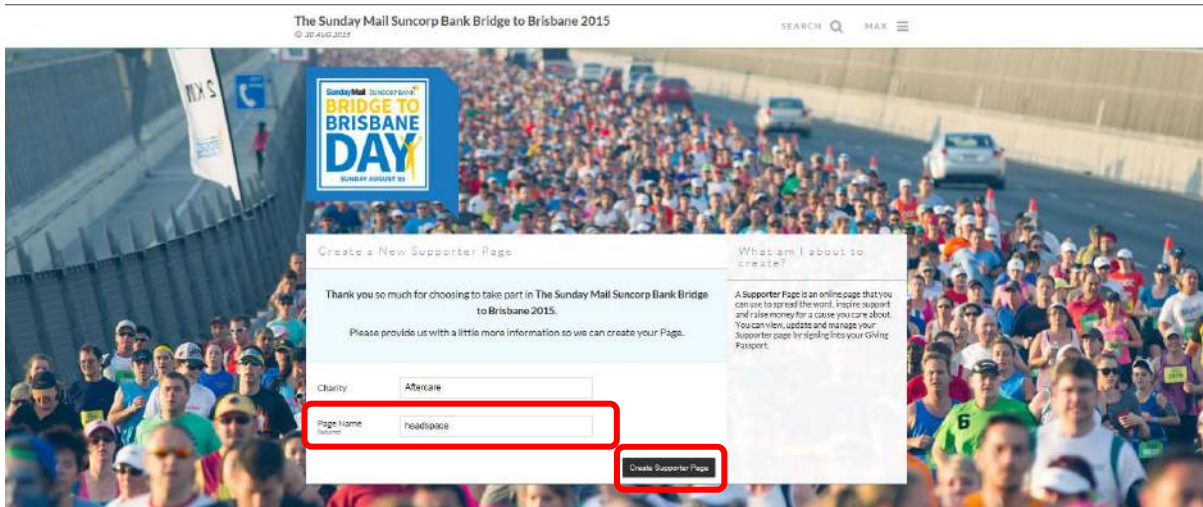 The Sunday Mail Suncorp Bank Bridge to Brisbane 2015
30 AUG 2015
SEARCH
MAX
2 KM
SundayMail SUNCORP BANK
BRIDGE TO
BRISBANE
DAY
SUNDAY AUGUST 30
Create a New Supporter Page
Thank you so much for choosing to take part in The Sunday Mail Suncorp Bank Bridge
to Brisbane 2015.
Please provide us with a little more information so we can create your Page.
Charity
Aftercare
Page Name
Required
headspace
Create Supporter Page
What am I about to
create?
A Supporter Page is an online page that you
can use to spread the word, inspire support
and raise money for a cause you care about.
You can view, update and manage your
Supporter page by signing into your Giving
Passport.
6